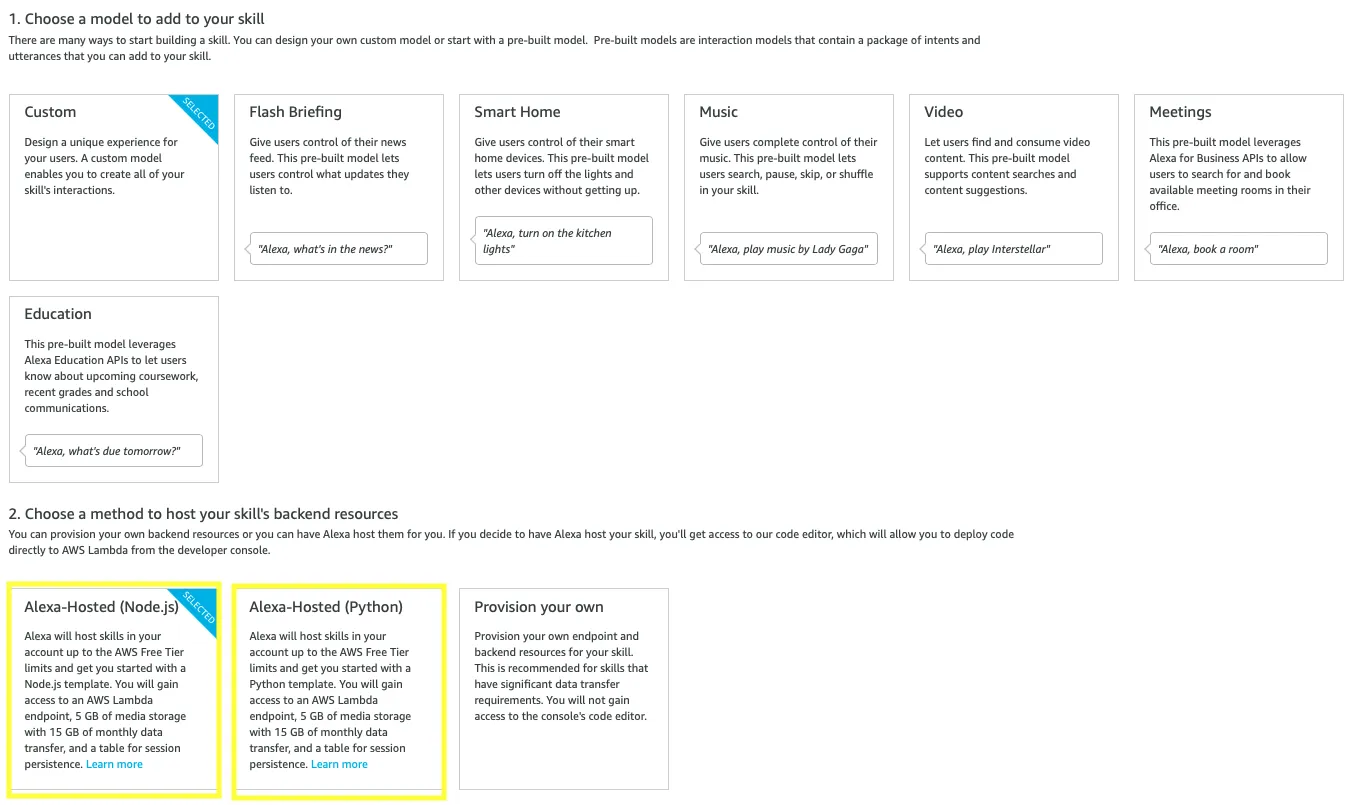 1. Choose a model to add to your skill
There are many ways to start building a skill. You can design your own custom model or start with a pre-built model.  Pre-built models are interaction models that contain a package of intents and
utterances that you can add to your skill.
Custom
SELECTED
Design a unique experience for
your users. A custom model
enables you to create all of your
skill's interactions.
Flash Briefing
Give users control of their news
feed. This pre-built model lets
users control what updates they
listen to.
"Alexa, what's in the news?"
Smart Home
Give users control of their smart
home devices. This pre-built model
lets users turn off the lights and
other devices without getting up.
"Alexa, turn on the kitchen
lights"
Music
Give users complete control of their
music. This pre-built model lets
users search, pause, skip, or shuffle
in your skill.
"Alexa, play music by Lady Gaga"
Video
Let users find and consume video
content. This pre-built model
supports content searches and
content suggestions.
"Alexa, play Interstellar"
Meetings
This pre-built model leverages
Alexa for Business APIs to allow
users to search for and book
available meeting rooms in their
office.
"Alexa, book a room"
Education
This pre-built model leverages
Alexa Education APIs to let users
know about upcoming coursework,
recent grades and school
communications.
"Alexa, what's due tomorrow?"
2. Choose a method to host your skill's backend resources
You can provision your own backend resources or you can have Alexa host them for you. If you decide to have Alexa host your skill, you'll get access to our code editor, which will allow you to deploy code
directly to AWS Lambda from the developer console.
Alexa-Hosted (Node.js)
SELECTED
Alexa will host skills in your
account up to the AWS Free Tier
limits and get you started with a
Node.js template. You will gain
access to an AWS Lambda
endpoint, 5 GB of media storage
with 15 GB of monthly data
transfer, and a table for session
persistence. Learn more
Alexa-Hosted (Python)
Alexa will host skills in your
account up to the AWS Free Tier
limits and get you started with a
Python template. You will gain
access to an AWS Lambda
endpoint, 5 GB of media storage
with 15 GB of monthly data
transfer, and a table for session
persistence. Learn more
Provision your own
Provision your own endpoint and
backend resources for your skill.
This is recommended for skills that
have significant data transfer
requirements. You will not gain
access to the console's code editor.